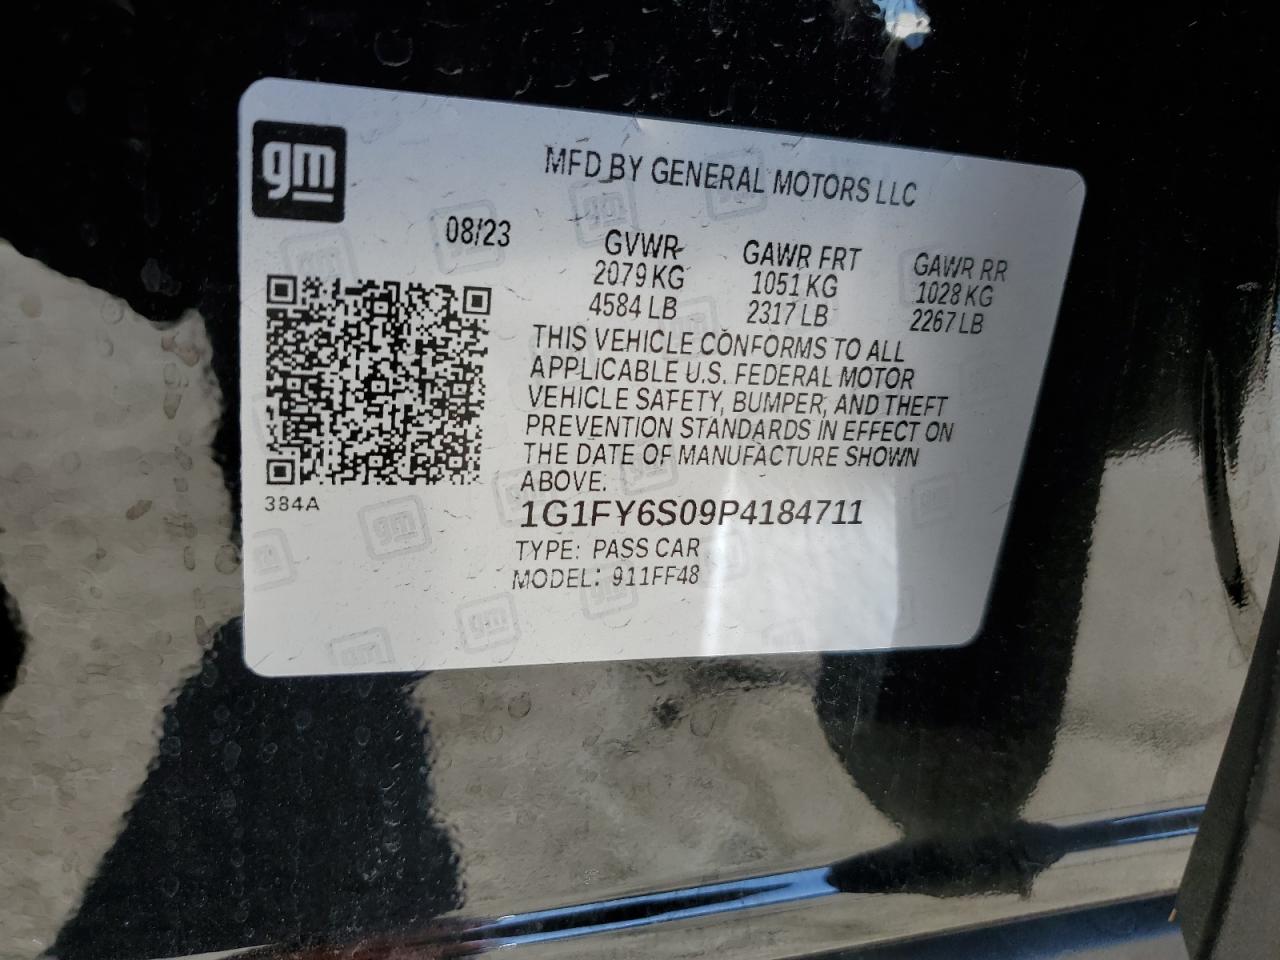 gm
MFD BY GENERAL MOTORS LLC
08/23
GVWR GAWR FRT GAWR RR
2079 KG 1051 KG 1028 KG
4584 LB 2317 LB 2267 LB
THIS VEHICLE CONFORMS TO ALL
APPLICABLE U.S. FEDERAL MOTOR
VEHICLE SAFETY, BUMPER, AND THEFT
PREVENTION STANDARDS IN EFFECT ON
THE DATE OF MANUFACTURE SHOWN
ABOVE.
384A
1G1FY6S09P4184711
TYPE: PASS CAR
MODEL: 911FF48